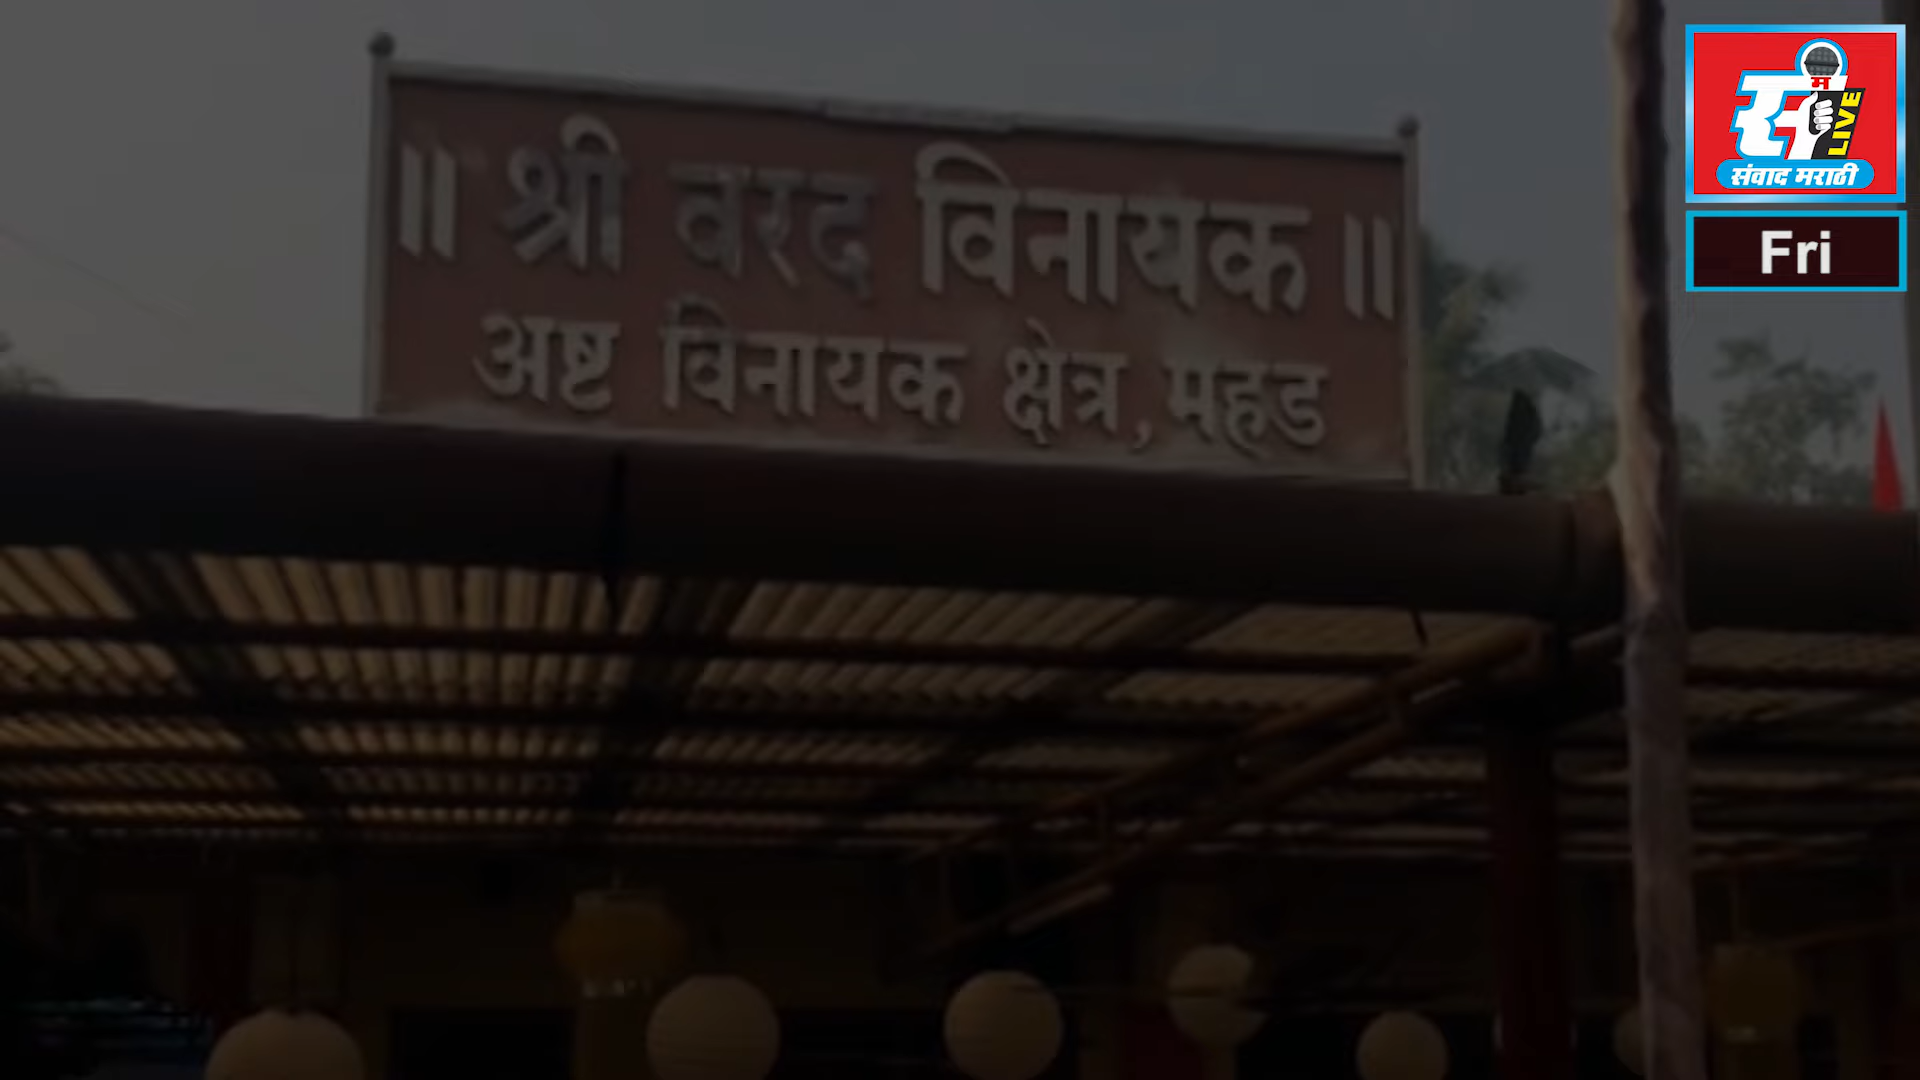 ॥ श्री वरद विनायक ॥
अष्ट विनायक क्षेत्र, महड
स म
LIVE
संवाद मराठी
Fri